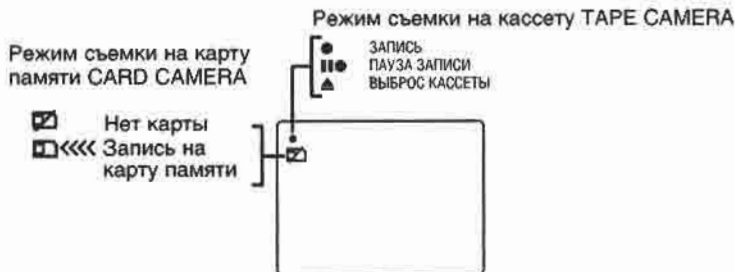 Режим съемки на кассету TAPE CAMERA
ЗАПИСЬ
ПАУЗА ЗАПИСИ
ВЫБРОС КАССЕТЫ
Режим съемки на карту
памяти CARD CAMERA
Нет карты
Запись на
карту памяти